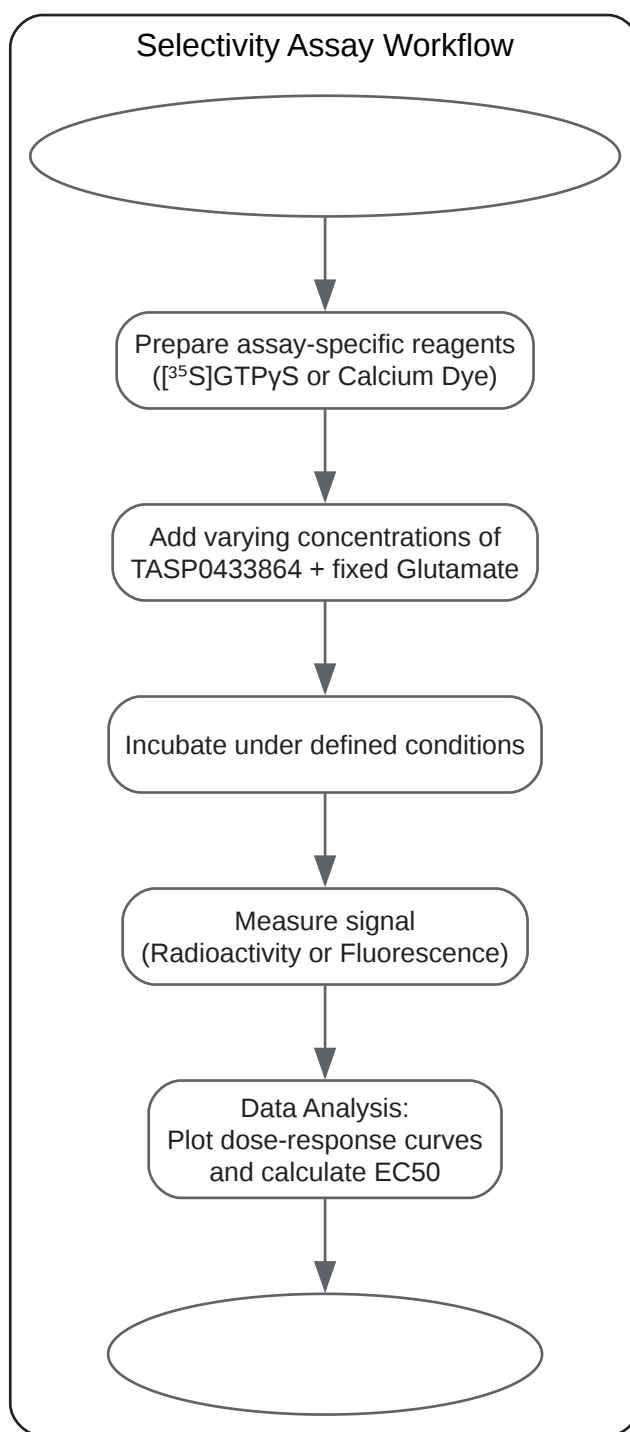 Selectivity Assay Workflow
Prepare assay-specific reagents
([³⁵S]GTPγS or Calcium Dye)
Add varying concentrations of
TASP0433864 + fixed Glutamate
Incubate under defined conditions
Measure signal
(Radioactivity or Fluorescence)
Data Analysis:
Plot dose-response curves
and calculate EC50